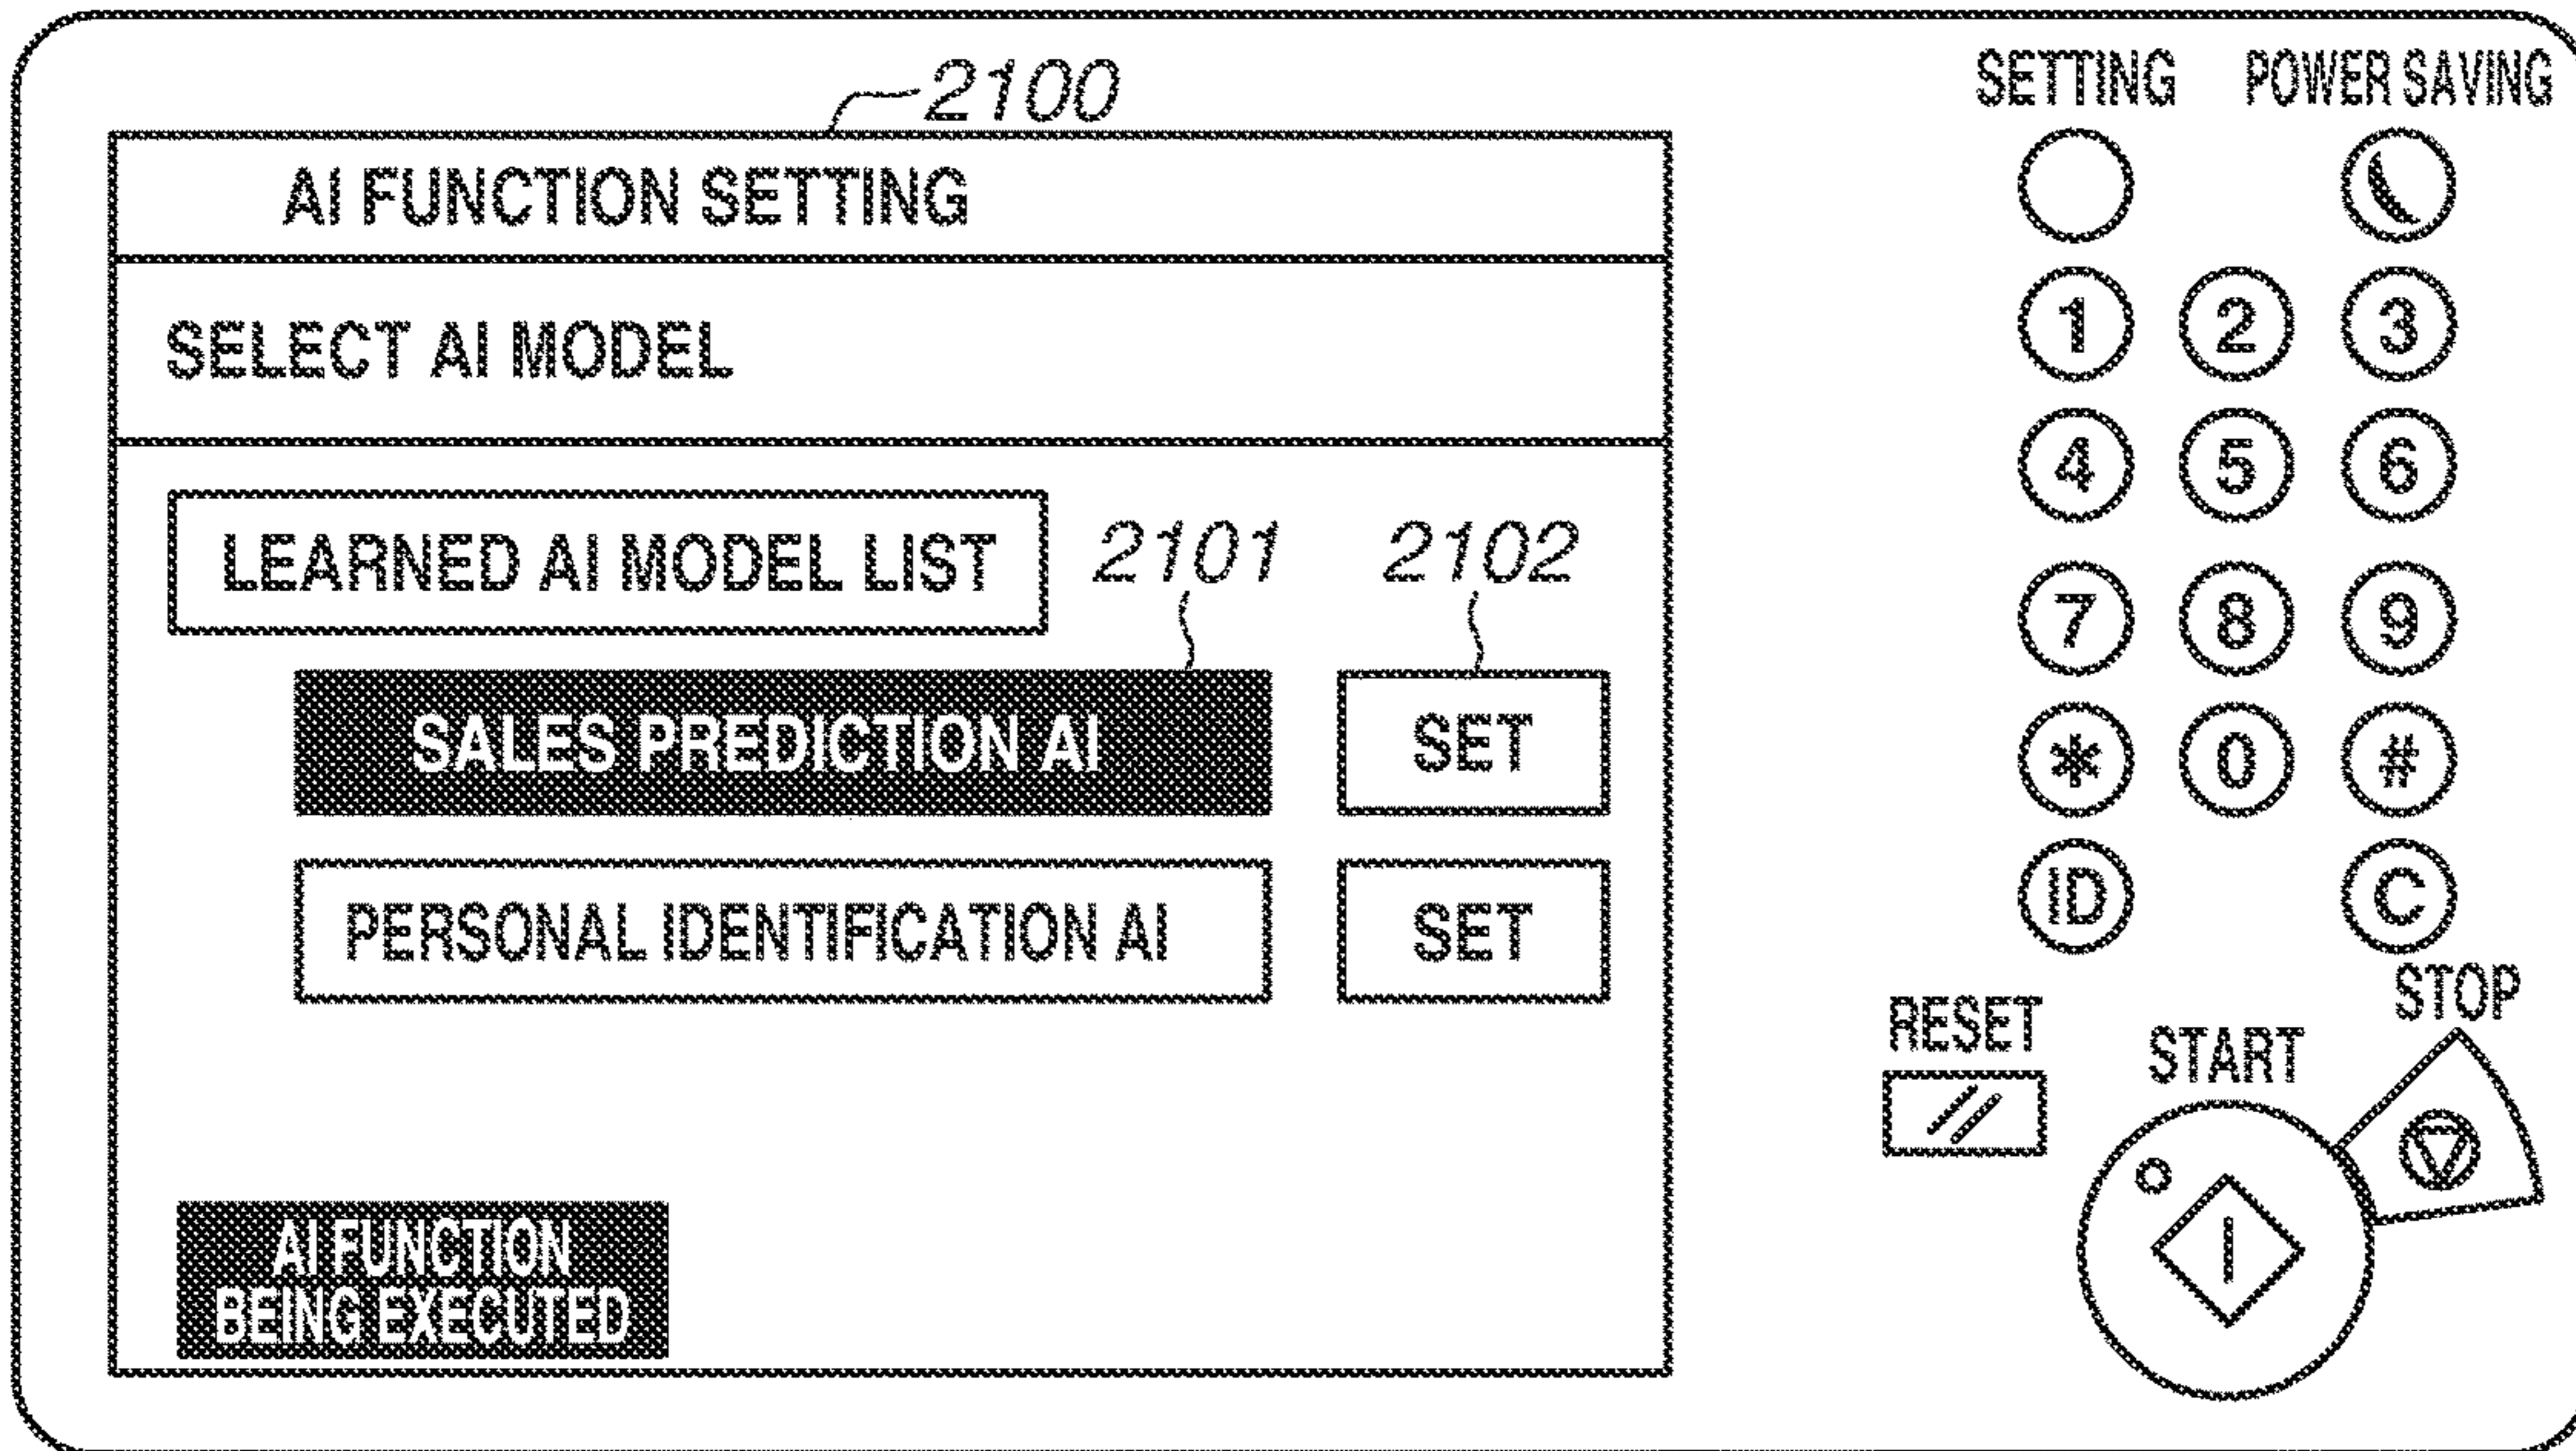 2100
AI FUNCTION SETTING
SELECT AI MODEL
LEARNED AI MODEL LIST
2101
2102
SALES PREDICTION AI
SET
PERSONAL IDENTIFICATION AI
SET
AI FUNCTION
BEING EXECUTED
SETTING
POWER SAVING
1 2 3
4 5 6
7 8 9
* 0 #
ID C
RESET
START
STOP